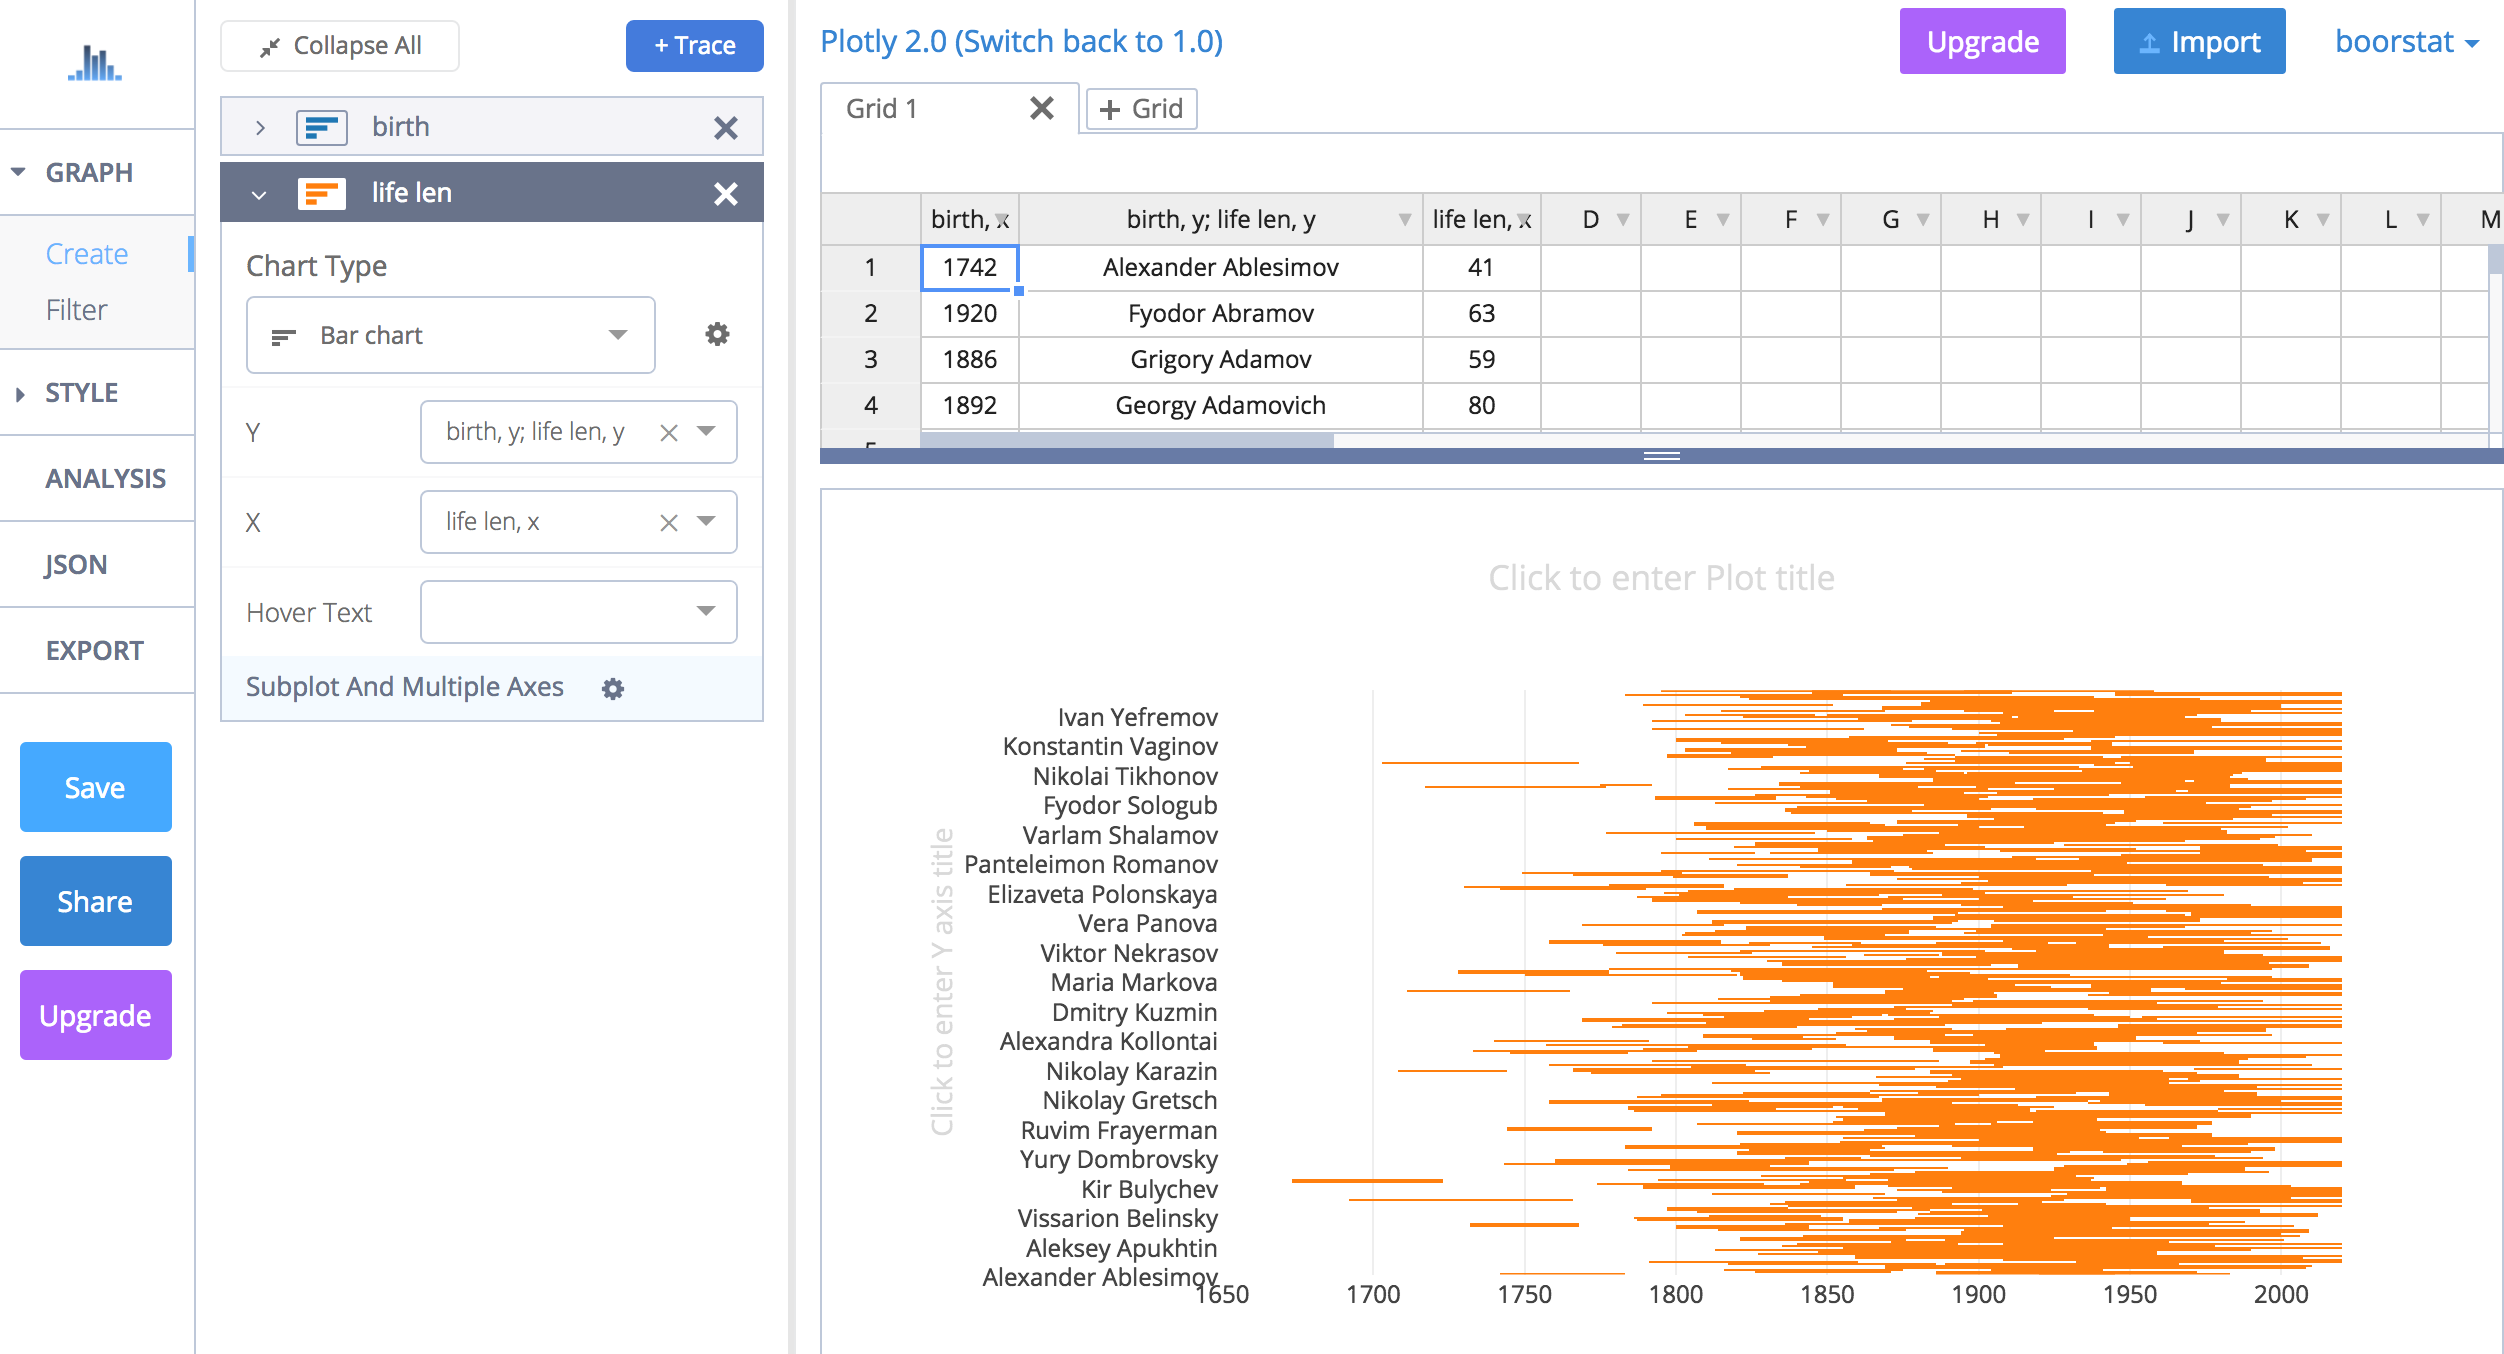 Collapse All
+ Trace
birth
life len
Chart Type
Bar chart
Y
birth, y; life len, y
X
life len, x
Hover Text
Subplot And Multiple Axes
GRAPH
Create
Filter
STYLE
ANALYSIS
JSON
EXPORT
Save
Share
Upgrade
Plotly 2.0 (Switch back to 1.0)
Upgrade
Import
boorstat
Grid 1
+ Grid
birth, x birth, y; life len, y life len, x D E F G H I J K L M
1 1742 Alexander Ablesimov 41
2 1920 Fyodor Abramov 63
3 1886 Grigory Adamov 59
4 1892 Georgy Adamovich 80
Click to enter Plot title
Click to enter Y axis title
Ivan Yefremov
Konstantin Vaginov
Nikolai Tikhonov
Fyodor Sologub
Varlam Shalamov
Panteleimon Romanov
Elizaveta Polonskaya
Vera Panova
Viktor Nekrasov
Maria Markova
Dmitry Kuzmin
Alexandra Kollontai
Nikolay Karazin
Nikolay Gretsch
Ruvim Frayerman
Yury Dombrovsky
Kir Bulychev
Vissarion Belinsky
Aleksey Apukhtin
Alexander Ablesimov
1650 1700 1750 1800 1850 1900 1950 2000